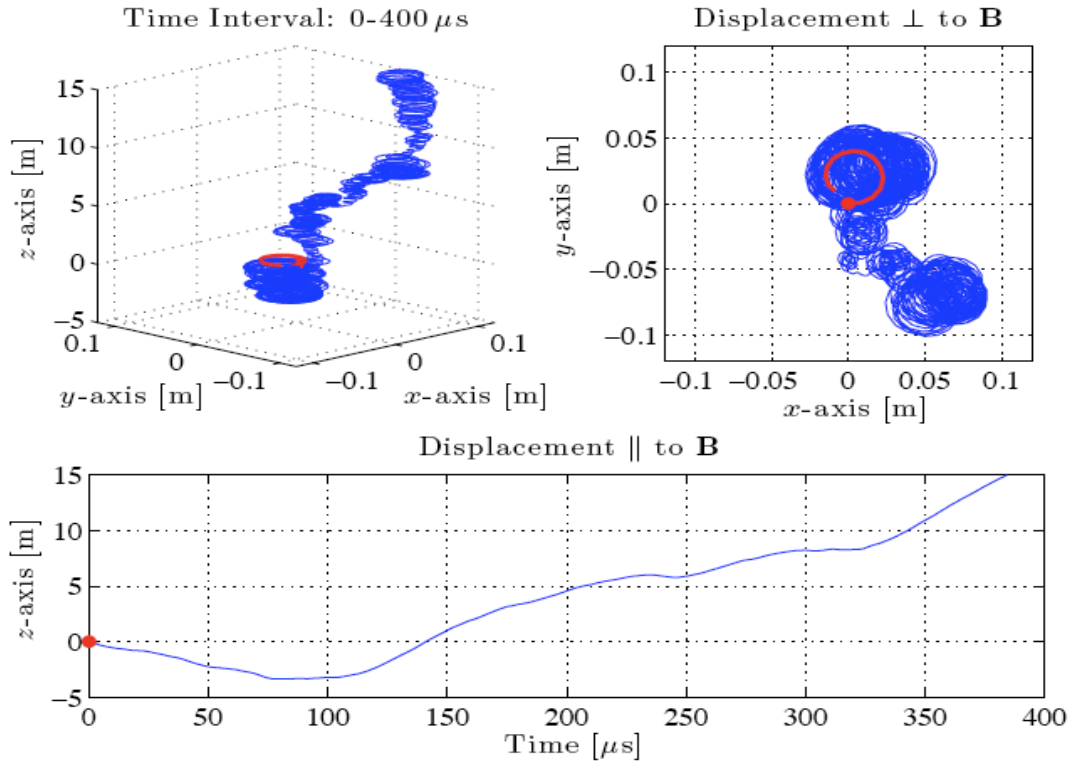 Time Interval: 0-400 μs
15
10
5
0
−5
z-axis [m]
0.1
0
−0.1
y-axis [m]
−0.1
0
0.1
x-axis [m]
Displacement ⊥ to B
0.1
0.05
0
−0.05
−0.1
y-axis [m]
−0.1 −0.05 0 0.05 0.1
x-axis [m]
Displacement ∥ to B
15
10
5
0
−5
z-axis [m]
0 50 100 150 200 250 300 350 400
Time [μs]